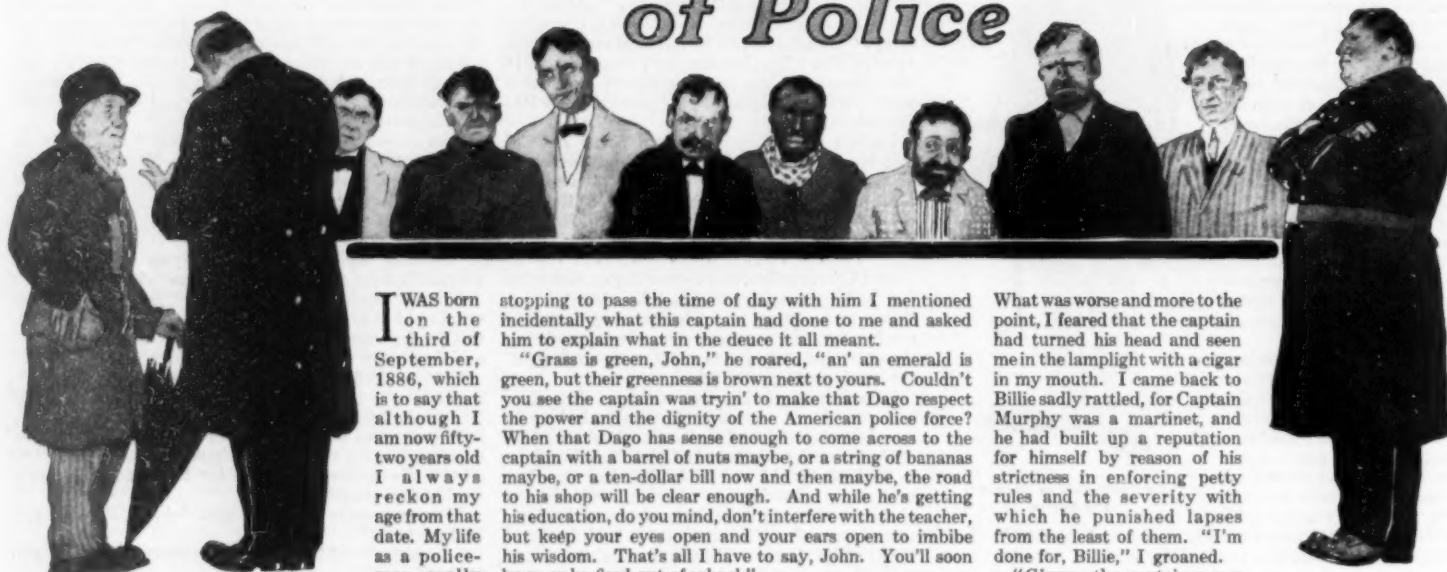 of Police
I WAS born
on the
third of
September,
1886, which
is to say that
although I
am now fifty-
two years old
I always
reckon my
age from that
date. My life
as a police-
stopping to pass the time of day with him I mentioned
incidentally what this captain had done to me and asked
him to explain what in the deuce it all meant.
"Grass is green, John," he roared, "an' an emerald is
green, but their greenness is brown next to yours. Couldn't
you see the captain was tryin' to make that Dago respect
the power and the dignity of the American police force?
When that Dago has sense enough to come across to the
captain with a barrel of nuts maybe, or a string of bananas
maybe, or a ten-dollar bill now and then maybe, the road
to his shop will be clear enough. And while he's getting
his education, do you mind, don't interfere with the teacher,
but keep your eyes open and your ears open to imbibe
his wisdom. That's all I have to say, John. You'll soon
What was worse and more to the
point, I feared that the captain
had turned his head and seen
me in the lamplight with a cigar
in my mouth. I came back to
Billie sadly rattled, for Captain
Murphy was a martinet, and
he had built up a reputation
for himself by reason of his
strictness in enforcing petty
rules and the severity with
which he punished lapses
from the least of them. "I'm
done for, Billie," I groaned.